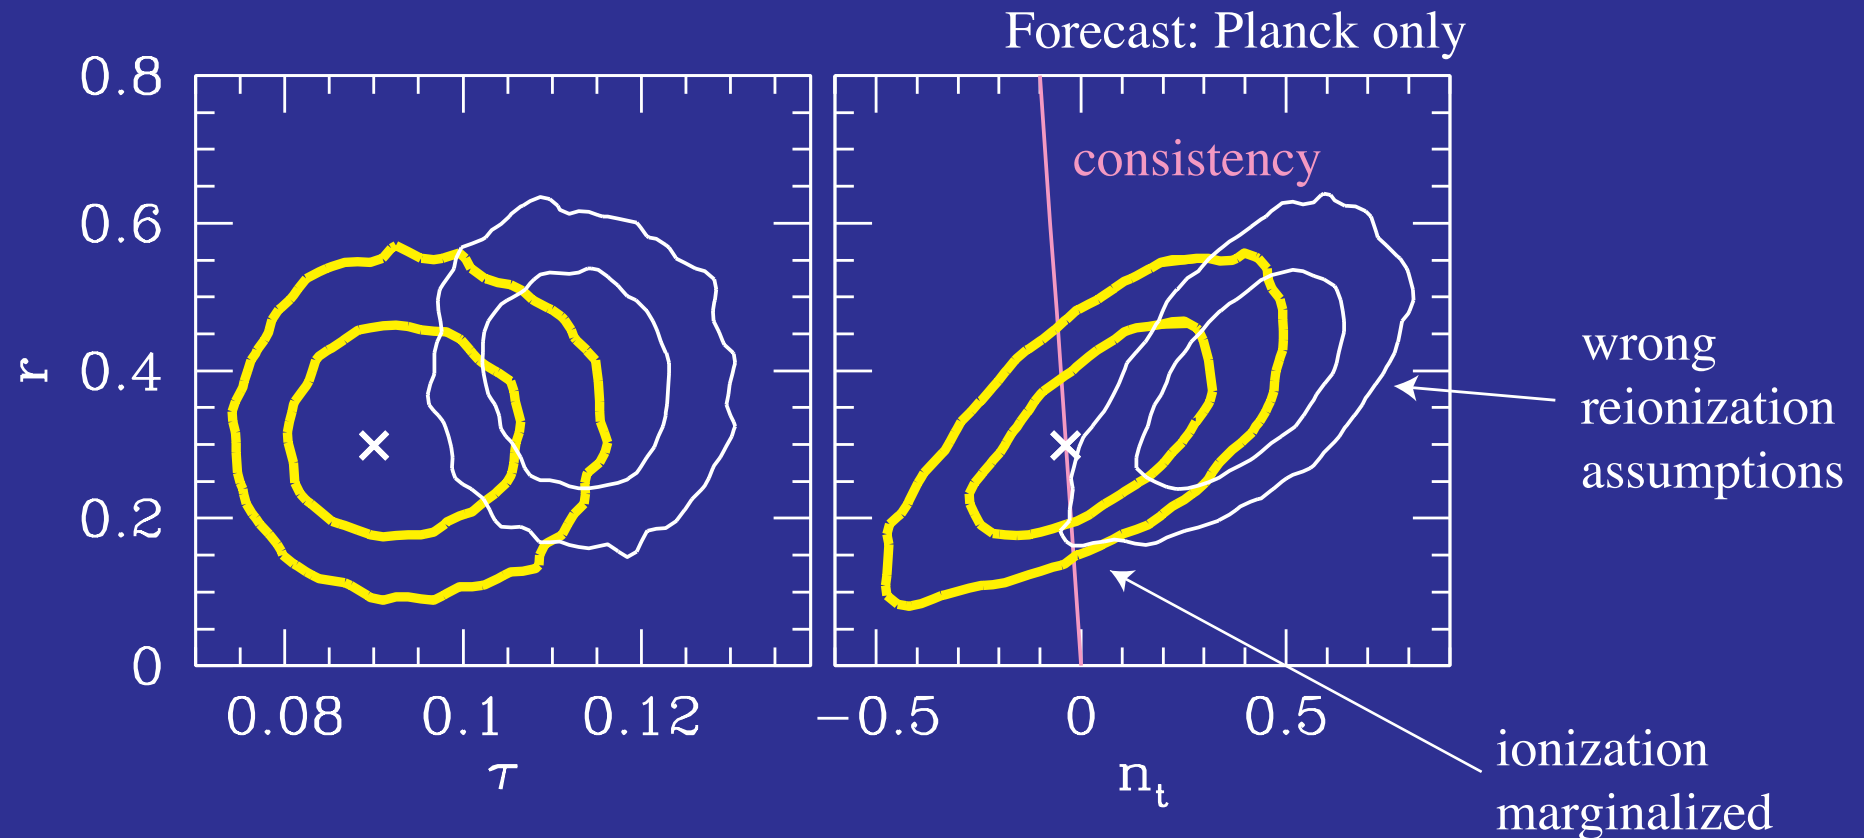 Forecast: Planck only
0.8
0.6
0.4
0.2
0
r
0.08
0.1
0.12
τ
consistency
−0.5
0
0.5
n_t
wrong
reionization
assumptions
ionization
marginalized